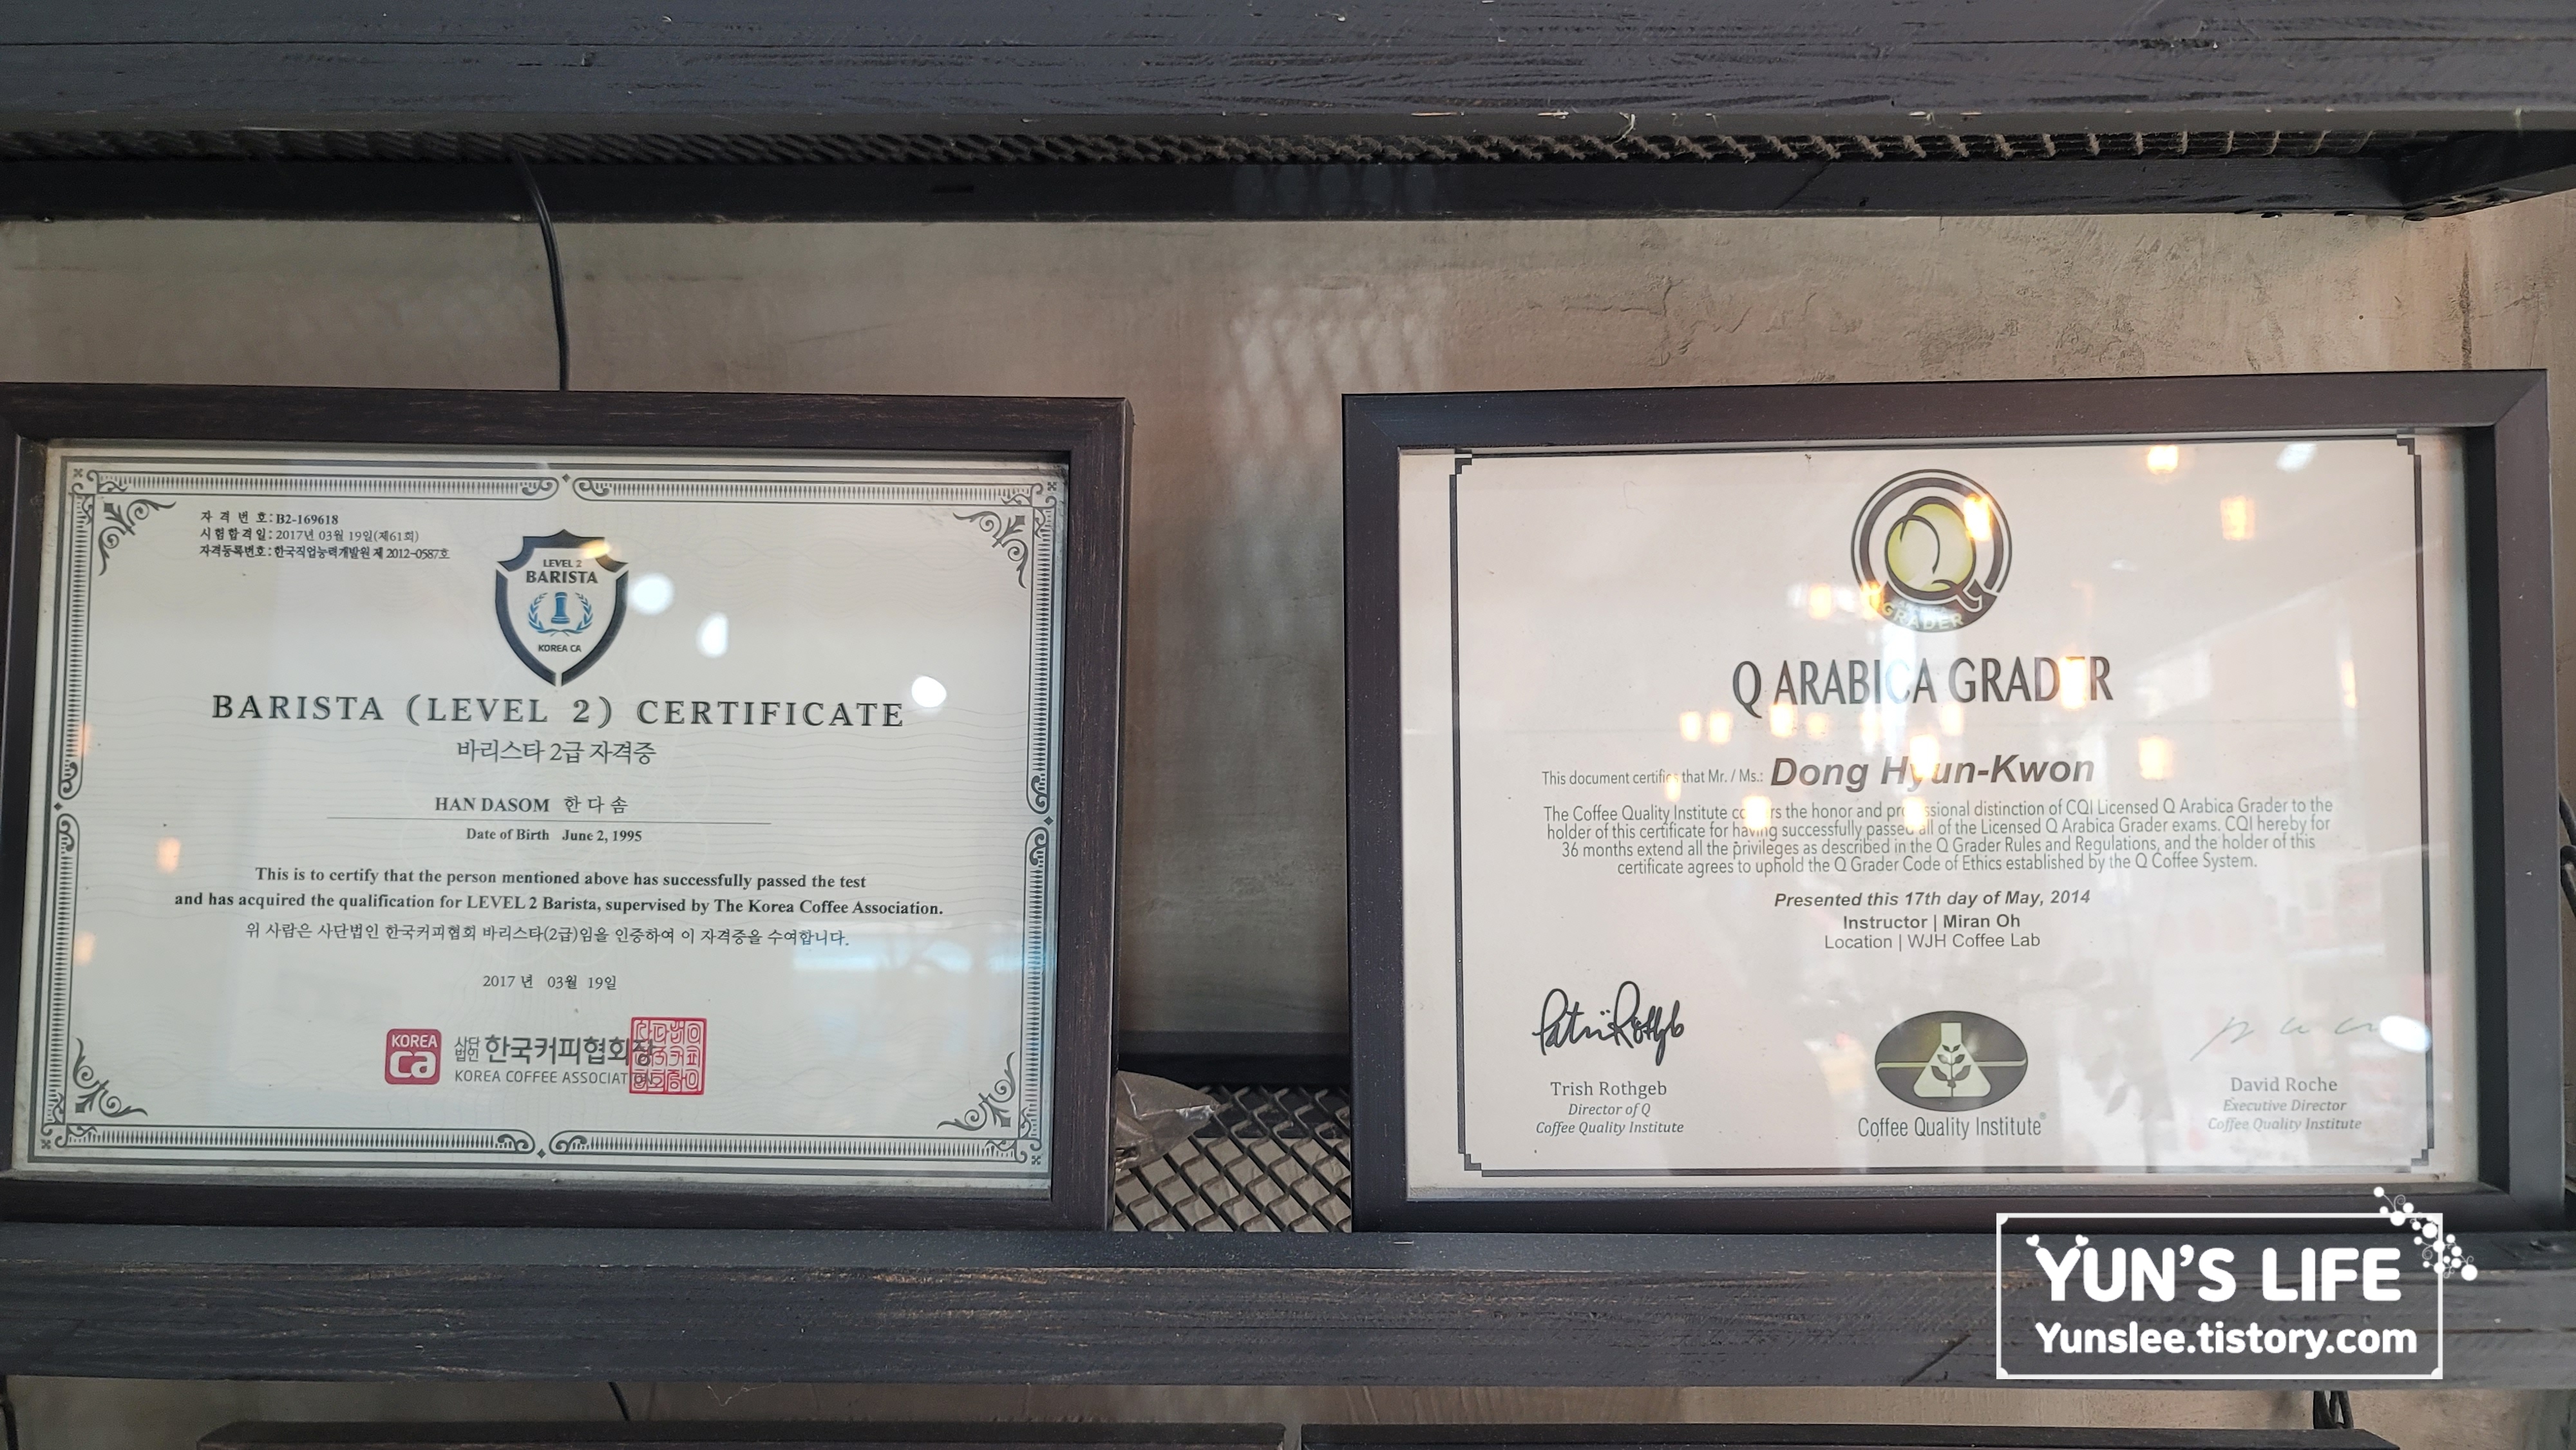 자 격 번 호 : B2-169618
시험합격일 : 2017년 03월 19일(제61회)
자격등록번호 : 한국직업능력개발원 제 2012-0587호
LEVEL 2
BARISTA
KOREA CA
BARISTA (LEVEL 2) CERTIFICATE
바리스타 2급 자격증
HAN DASOM 한 다 솜
Date of Birth June 2, 1995
This is to certify that the person mentioned above has successfully passed the test
and has acquired the qualification for LEVEL 2 Barista, supervised by The Korea Coffee Association.
위 사람은 사단법인 한국커피협회 바리스타(2급)임을 인증하여 이 자격증을 수여합니다.
2017 년 03월 19일
KOREA
ca
사단법인 한국커피협회장
KOREA COFFEE ASSOCIATION
Q
GRADER
Q ARABICA GRADER
This document certifies that Mr. / Ms.: Dong Hyun-Kwon
The Coffee Quality Institute confers the honor and professional distinction of CQI Licensed Q Arabica Grader to the
holder of this certificate for having successfully passed all of the Licensed Q Arabica Grader exams. CQI hereby for
36 months extend all the privileges as described in the Q Grader Rules and Regulations, and the holder of this
certificate agrees to uphold the Q Grader Code of Ethics established by the Q Coffee System.
Presented this 17th day of May, 2014
Instructor | Miran Oh
Location | WJH Coffee Lab
Trish Rothgeb
Director of Q
Coffee Quality Institute
Coffee Quality Institute®
David Roche
Executive Director
Coffee Quality Institute
YUN'S LIFE
Yunslee.tistory.com